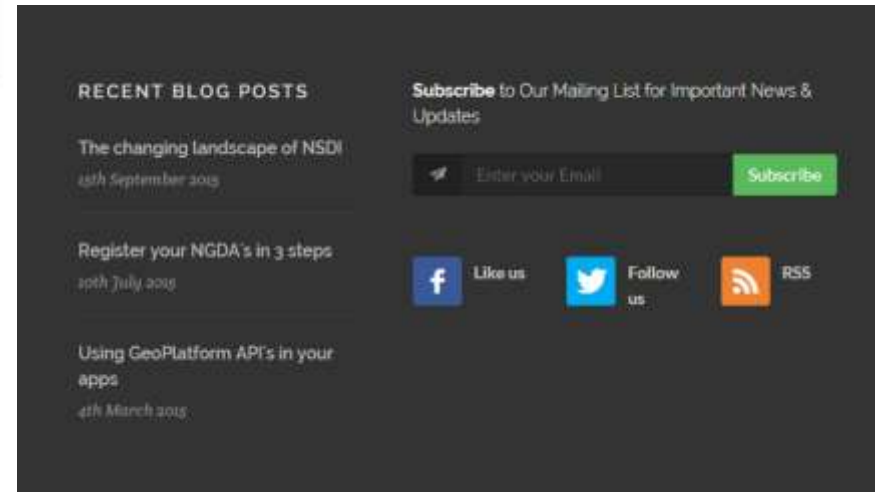 RECENT BLOG POSTS
The changing landscape of NSDI
15th September 2015
Register your NGDA's in 3 steps
10th July 2015
Using GeoPlatform API's in your
apps
4th March 2015
Subscribe to Our Mailing List for Important News &
Updates
Enter your Email
Subscribe
Like us
Follow
us
RSS